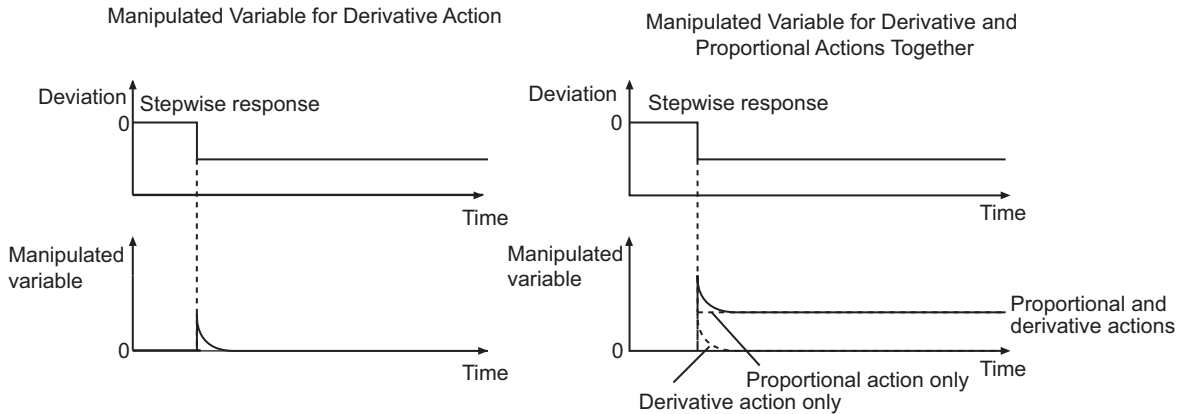 Manipulated Variable for Derivative Action
Deviation
Stepwise response
0
Time
Manipulated
variable
0
Time
Manipulated Variable for Derivative and
Proportional Actions Together
Deviation
Stepwise response
0
Time
Manipulated
variable
Proportional and
derivative actions
0
Time
Proportional action only
Derivative action only